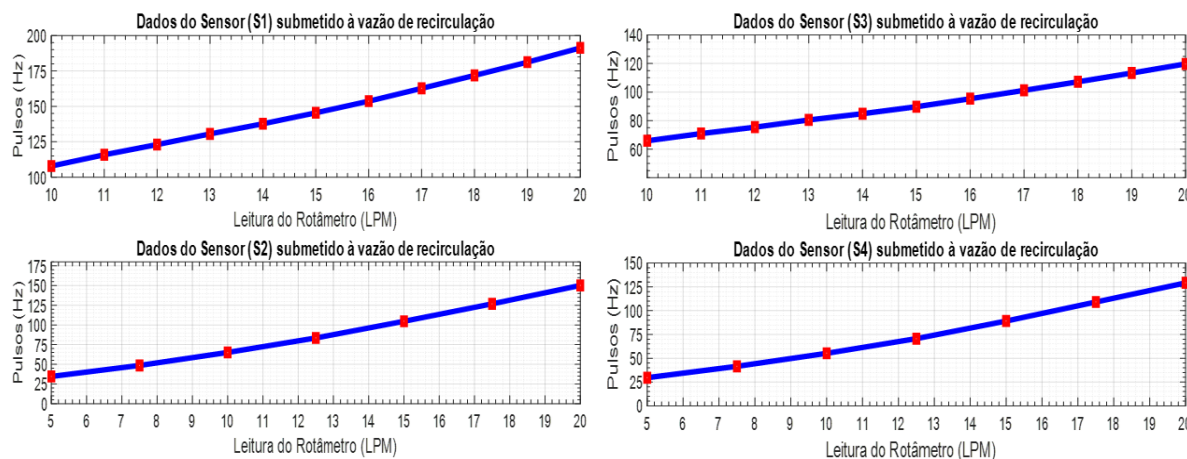 Dados do Sensor (S1) submetido à vazão de recirculação
200
175
150
125
100
Pulsos (Hz)
10 11 12 13 14 15 16 17 18 19 20
Leitura do Rotâmetro (LPM)
Dados do Sensor (S3) submetido à vazão de recirculação
140
120
100
80
60
Pulsos (Hz)
10 11 12 13 14 15 16 17 18 19 20
Leitura do Rotâmetro (LPM)
Dados do Sensor (S2) submetido à vazão de recirculação
175
150
125
100
75
50
25
0
Pulsos (Hz)
5 6 7 8 9 10 11 12 13 14 15 16 17 18 19 20
Leitura do Rotâmetro (LPM)
Dados do Sensor (S4) submetido à vazão de recirculação
150
125
100
75
50
25
0
Pulsos (Hz)
5 6 7 8 9 10 11 12 13 14 15 16 17 18 19 20
Leitura do Rotâmetro (LPM)